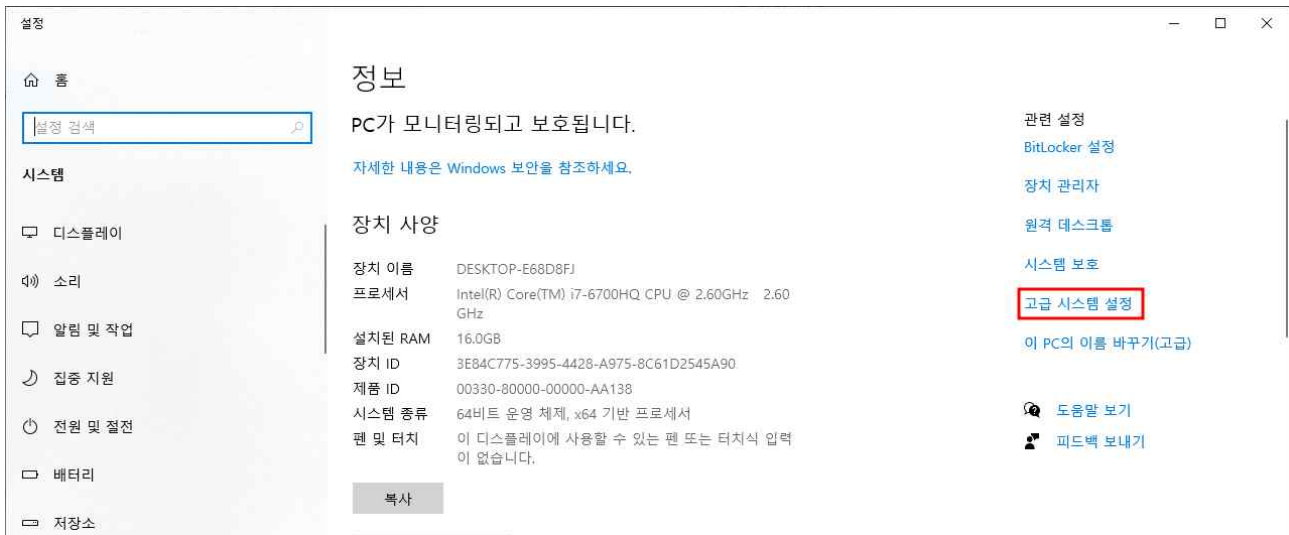 설정
홈
설정 검색
시스템
디스플레이
소리
알림 및 작업
집중 지원
전원 및 절전
배터리
저장소
정보
PC가 모니터링되고 보호됩니다.
자세한 내용은 Windows 보안을 참조하세요.
장치 사양
장치 이름 DESKTOP-E68D8FJ
프로세서 Intel(R) Core(TM) i7-6700HQ CPU @ 2.60GHz 2.60
GHz
설치된 RAM 16.0GB
장치 ID 3E84C775-3995-4428-A975-8C61D2545A90
제품 ID 00330-80000-00000-AA138
시스템 종류 64비트 운영 체제, x64 기반 프로세서
펜 및 터치 이 디스플레이에 사용할 수 있는 펜 또는 터치식 입력
이 없습니다.
복사
관련 설정
BitLocker 설정
장치 관리자
원격 데스크톱
시스템 보호
고급 시스템 설정
이 PC의 이름 바꾸기(고급)
도움말 보기
피드백 보내기